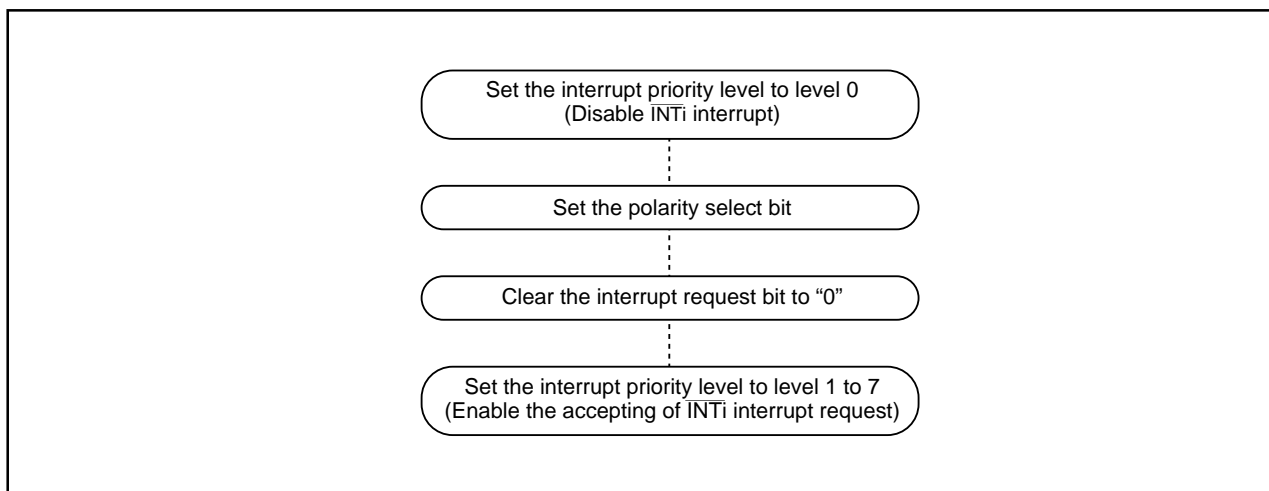 Set the interrupt priority level to level 0
(Disable INTi interrupt)
Set the polarity select bit
Clear the interrupt request bit to “0”
Set the interrupt priority level to level 1 to 7
(Enable the accepting of INTi interrupt request)